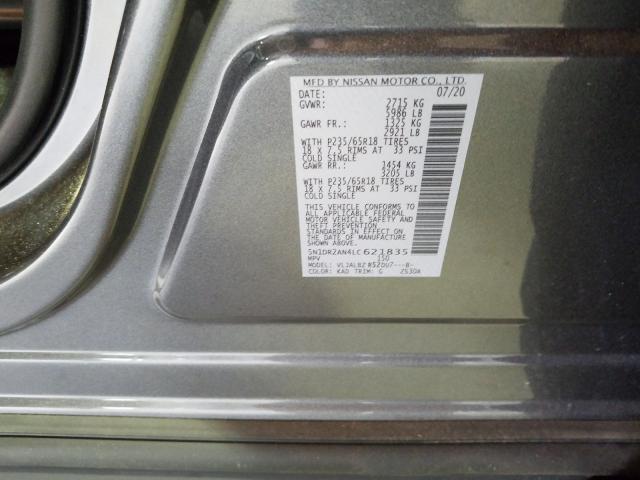 MFD BY NISSAN MOTOR CO., LTD.
DATE: 07/20
GVWR: 2715 KG
5986 LB
GAWR FR.: 1325 KG
2921 LB
WITH P235/65R18 TIRES
18 X 7.5 RIMS AT 33 PSI
COLD SINGLE
GAWR RR.: 1454 KG
3205 LB
WITH P235/65R18 TIRES
18 X 7.5 RIMS AT 33 PSI
COLD SINGLE
THIS VEHICLE CONFORMS TO
ALL APPLICABLE FEDERAL
MOTOR VEHICLE SAFETY AND
THEFT PREVENTION
STANDARDS IN EFFECT ON
THE DATE OF MANUFACTURE
SHOWN ABOVE.
5N1DR2AN4LC621835
MPV 150
MODEL:
COLOR: KAD TRIM: G